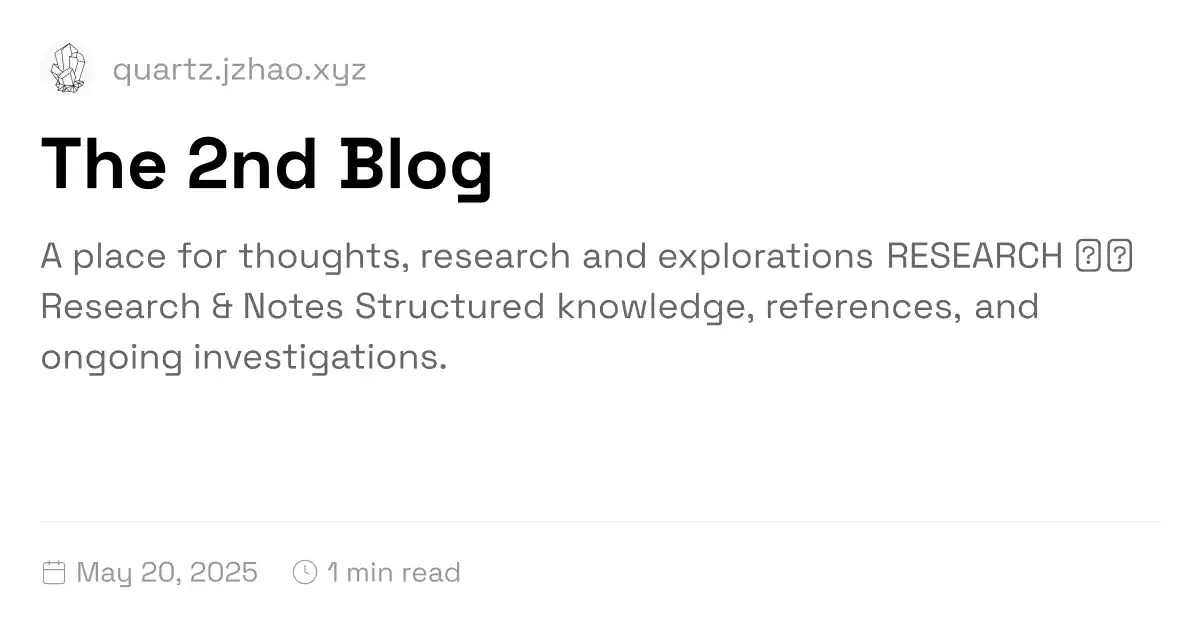 quartz.jzhao.xyz
The 2nd Blog
A place for thoughts, research and explorations RESEARCH
Research & Notes Structured knowledge, references, and
ongoing investigations.
May 20, 2025 1 min read